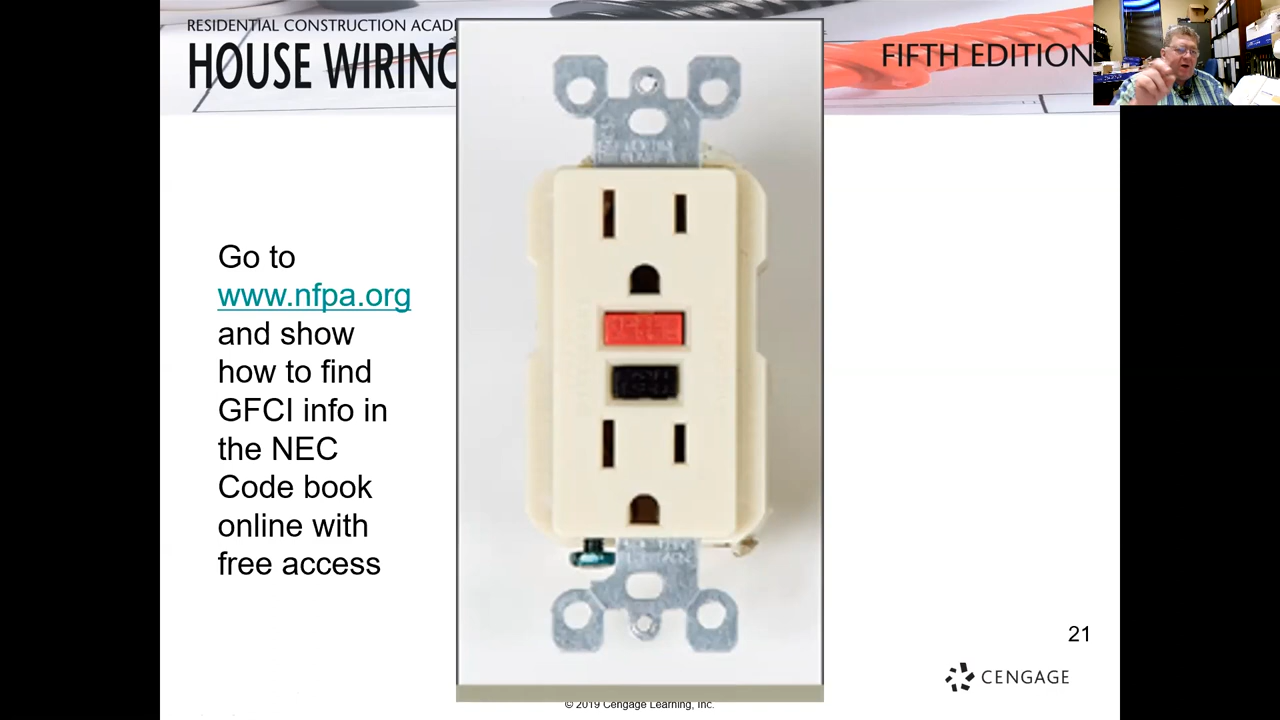 RESIDENTIAL CONSTRUCTION ACAD
HOUSE WIRING
FIFTH EDITION
Go to
www.nfpa.org
and show
how to find
GFCI info in
the NEC
Code book
online with
free access
21
CENGAGE
© 2019 Cengage Learning, Inc.